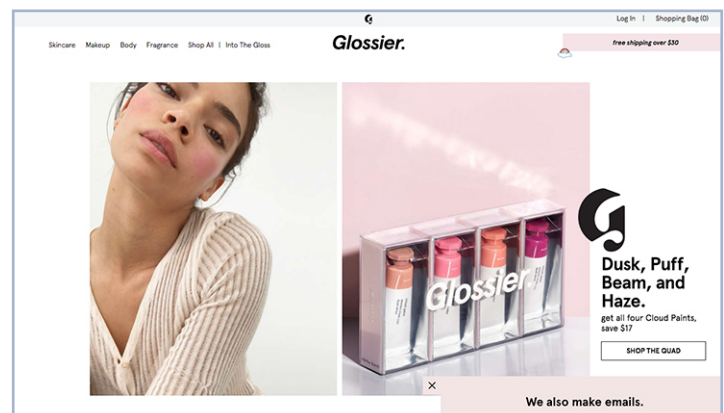 Log In | Shopping Bag (0)
Skincare Makeup Body Fragrance Shop All | Into The Gloss
Glossier.
free shipping over $30
Glossier.
Dusk, Puff,
Beam, and
Haze.
get all four Cloud Paints,
save $17
SHOP THE QUAD
We also make emails.